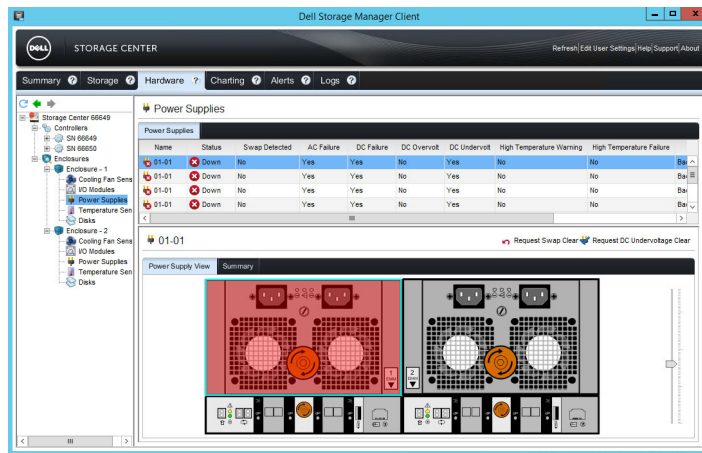 Dell Storage Manager Client
DELL STORAGE CENTER Refresh Edit User Settings Help Support About
Summary ? Storage ? Hardware ? Charting ? Alerts ? Logs ?
Storage Center 66649
Controllers
SN 66649
SN 66650
Enclosures
Enclosure - 1
Cooling Fan Sens
I/O Modules
Power Supplies
Temperature Sen
Disks
Enclosure - 2
Cooling Fan Sens
I/O Modules
Power Supplies
Temperature Sen
Disks
Power Supplies
Power Supplies
Name Status Swap Detected AC Failure DC Failure DC Overvolt DC Undervolt High Temperature Warning High Temperature Failure
01-01 Down No Yes Yes No Yes No No Ba
01-01 Down No Yes Yes No Yes No No Ba
01-01 Down No Yes Yes No Yes No No Ba
01-01 Down No Yes Yes No Yes No No Ba
01-01 Request Swap Clear Request DC Undervoltage Clear
Power Supply View Summary
1
2